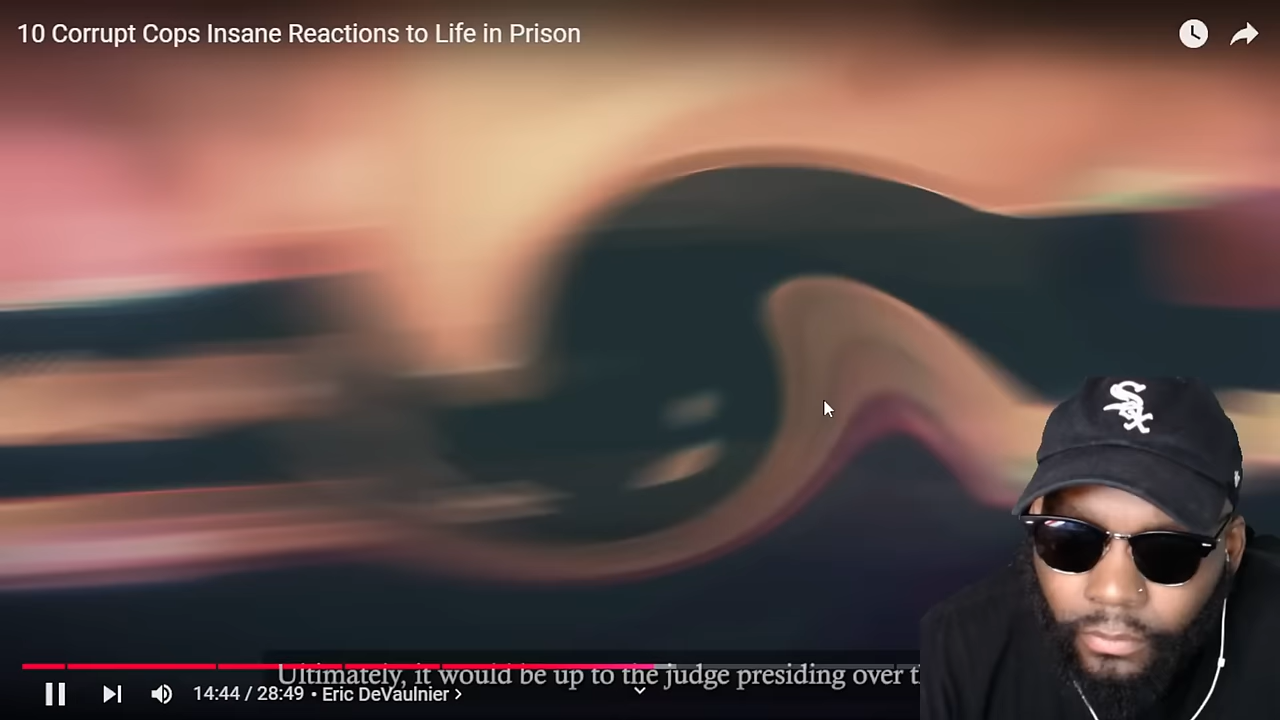 10 Corrupt Cops Insane Reactions to Life in Prison
Sox
Ultimately, it would be up to the judge presiding over
14:44 / 28:49 • Eric DeVaulnier >